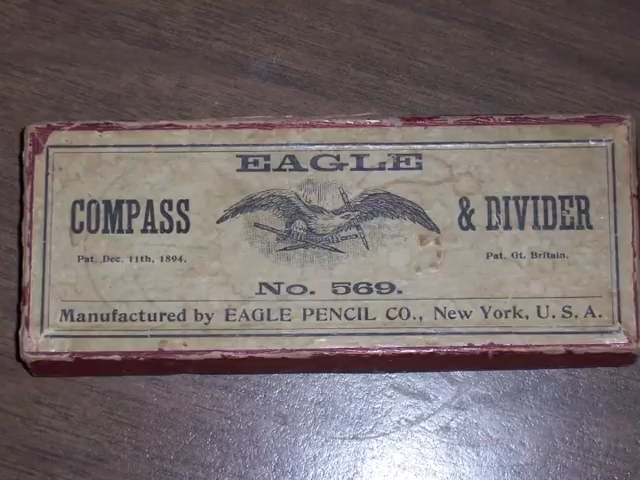 EAGLE
COMPASS & DIVIDER
Pat. Dec. 11th, 1894. Pat. Gt. Britain.
No. 569.
Manufactured by EAGLE PENCIL CO., New York, U. S. A.